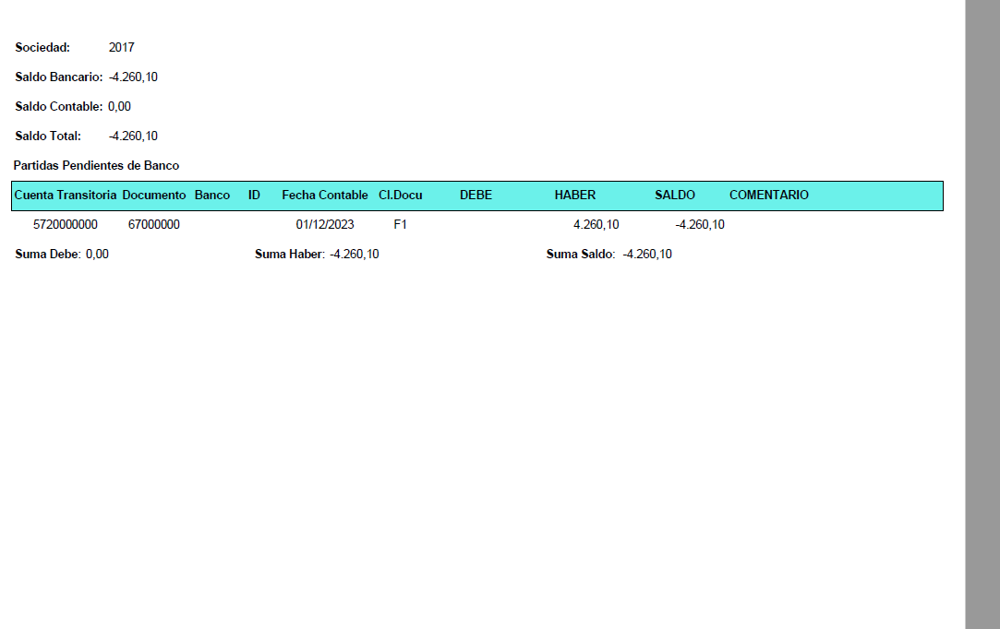 Sociedad: 2017
Saldo Bancario: -4.260,10
Saldo Contable: 0,00
Saldo Total: -4.260,10
Partidas Pendientes de Banco
Cuenta Transitoria Documento Banco ID Fecha Contable Cl.Docu DEBE HABER SALDO COMENTARIO
5720000000 67000000 01/12/2023 F1 4.260,10 -4.260,10
Suma Debe: 0,00 Suma Haber: -4.260,10 Suma Saldo: -4.260,10